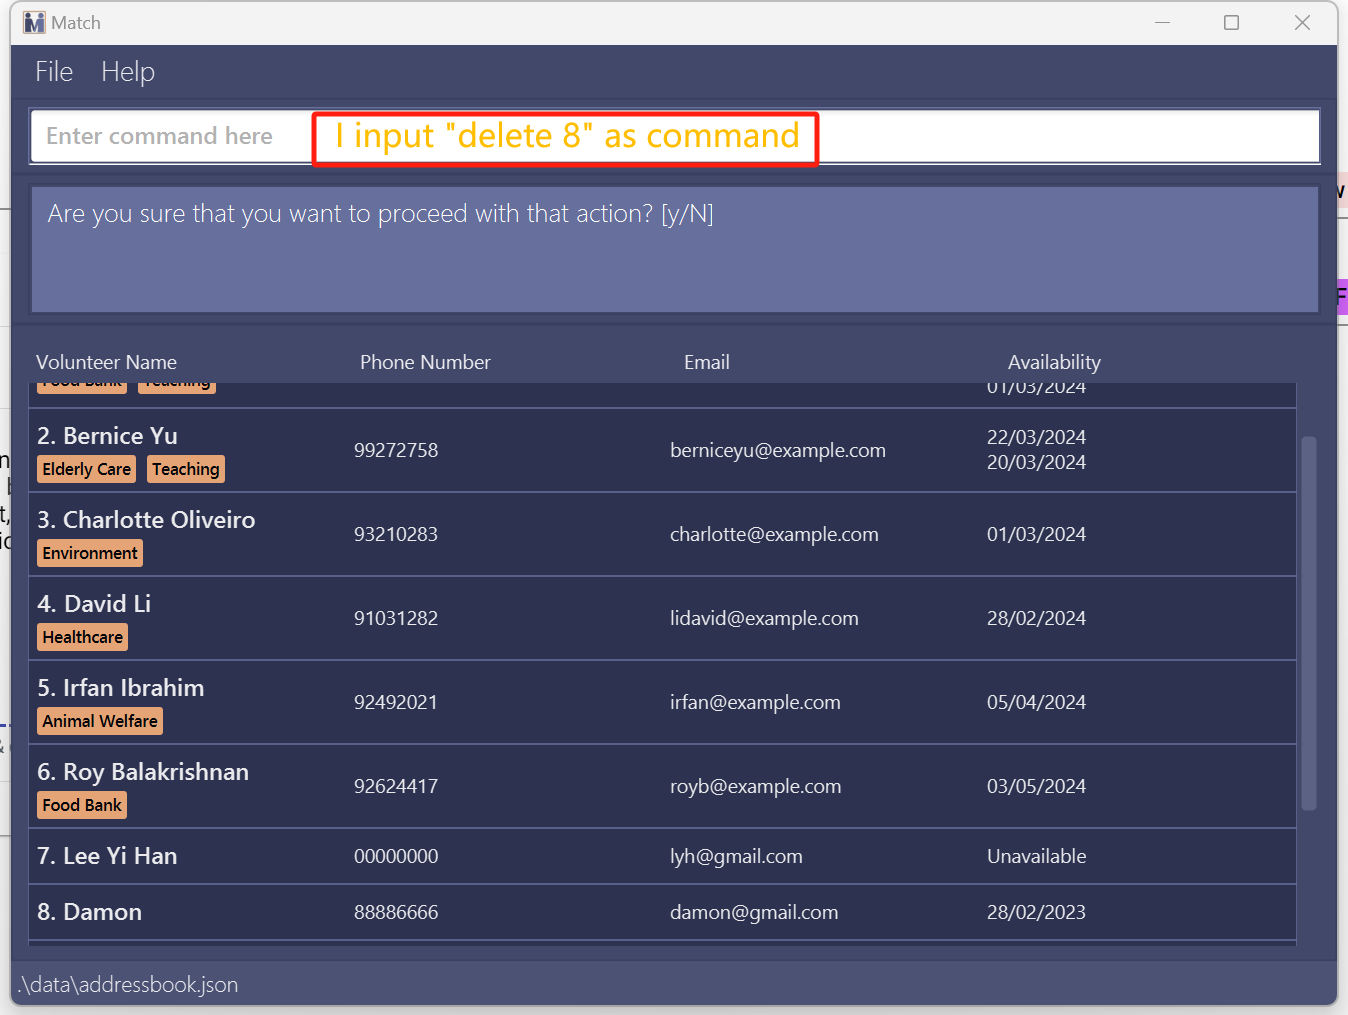 Match
File Help
Enter command here I input "delete 8" as command
Are you sure that you want to proceed with that action? [y/N]
Volunteer Name Phone Number Email Availability
Food Bank Teaching 01/03/2024
2. Bernice Yu 99272758 berniceyu@example.com 22/03/2024
20/03/2024
Elderly Care Teaching
3. Charlotte Oliveiro 93210283 charlotte@example.com 01/03/2024
Environment
4. David Li 91031282 lidavid@example.com 28/02/2024
Healthcare
5. Irfan Ibrahim 92492021 irfan@example.com 05/04/2024
Animal Welfare
6. Roy Balakrishnan 92624417 royb@example.com 03/05/2024
Food Bank
7. Lee Yi Han 00000000 lyh@gmail.com Unavailable
8. Damon 88886666 damon@gmail.com 28/02/2023
.\data\addressbook.json